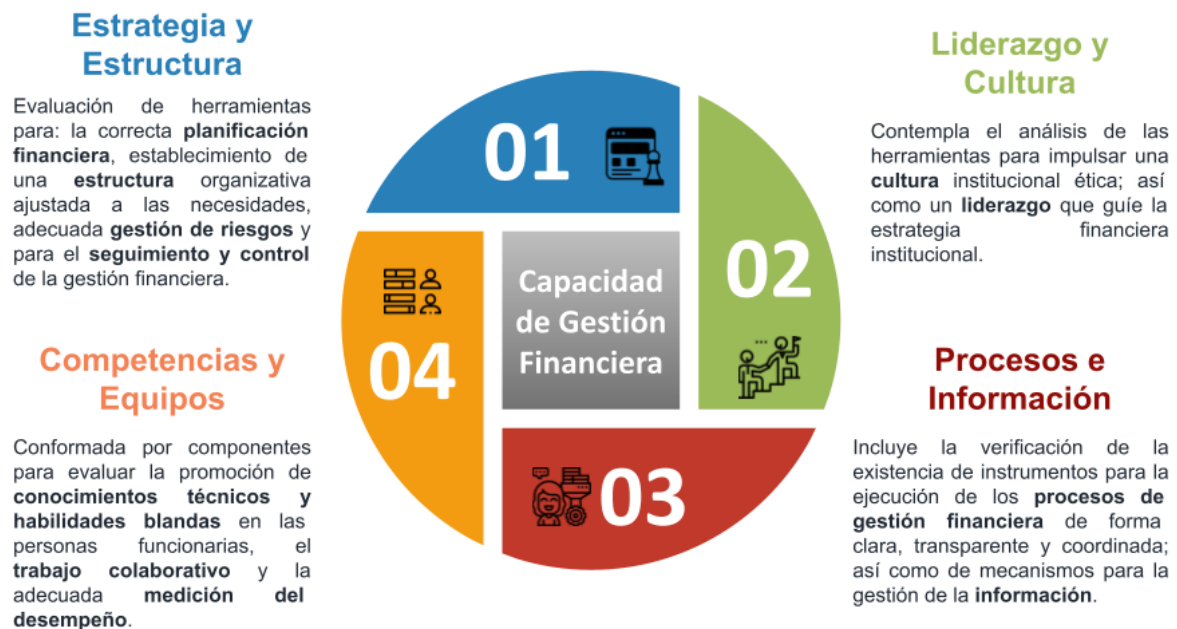 Estrategia y
Estructura
Evaluación de herramientas
para: la correcta planificación
financiera, establecimiento de
una estructura organizativa
ajustada a las necesidades,
adecuada gestión de riesgos y
para el seguimiento y control
de la gestión financiera.
01
Liderazgo y
Cultura
Contempla el análisis de las
herramientas para impulsar una
cultura institucional ética; así
como un liderazgo que guíe la
estrategia financiera
institucional.
02
Capacidad
de Gestión
Financiera
Competencias y
Equipos
Conformada por componentes
para evaluar la promoción de
conocimientos técnicos y
habilidades blandas en las
personas funcionarias, el
trabajo colaborativo y la
adecuada medición del
desempeño.
04
03
Procesos e
Información
Incluye la verificación de la
existencia de instrumentos para la
ejecución de los procesos de
gestión financiera de forma
clara, transparente y coordinada;
así como de mecanismos para la
gestión de la información.